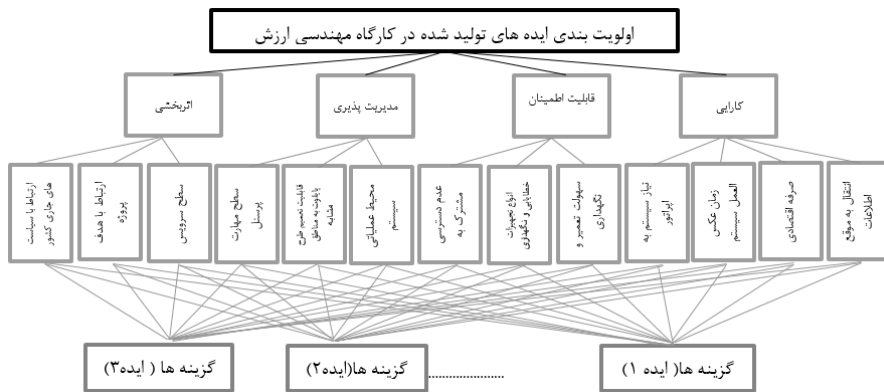 اولویت بندی ایده های تولید شده در کارگاه مهندسی ارزش
کارایی
قابلیت اطمینان
مدیریت پذیری
اثربخشی
انتقال به موقع
اطلاعات
صرفه اقتصادی
زمان عکس
العمل سیستم
نیاز سیستم به
اپراتور
سهولت تعمیر و
نگهداری
انواع تجهیزات
خطایابی و نگهداری
عدم دسترسی
مشترک به
محیط عملیاتی
سیستم
قابلیت تعمیم طرح
پایلوت به مناطق
مشابه
سطح مهارت
پرسنل
سطح سرویس
ارتباط با هدف
پروژه
ارتباط با سیاست
های جاری کشور
گزینه ها( ایده ۱)
گزینه ها(ایده۲)
گزینه ها ( ایده۳)